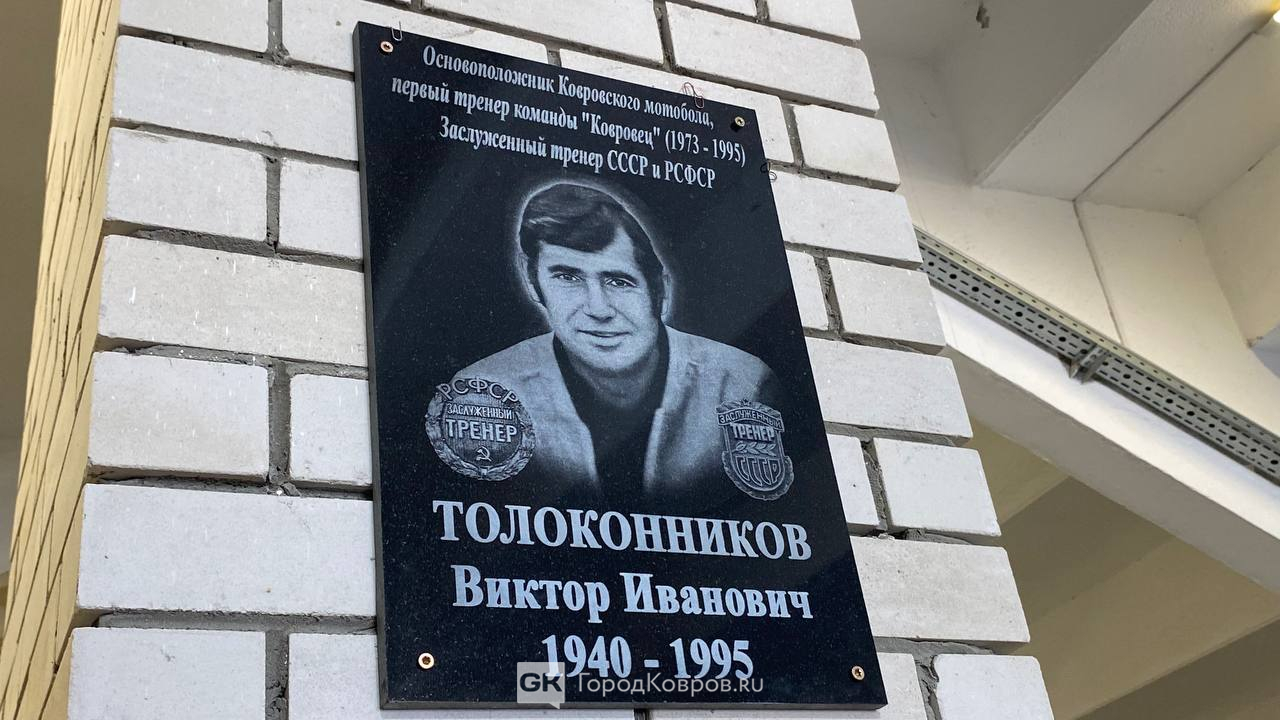 Основоположник Ковровского мотобола,
первый тренер команды "Ковровец" (1973 - 1995)
Заслуженный тренер СССР и РСФСР
РСФСР
ЗАСЛУЖЕННЫЙ
ТРЕНЕР
ЗАСЛУЖЕННЫЙ
ТРЕНЕР
СССР
ТОЛОКОННИКОВ
Виктор Иванович
1940 - 1995
GK ГородКовров.ru